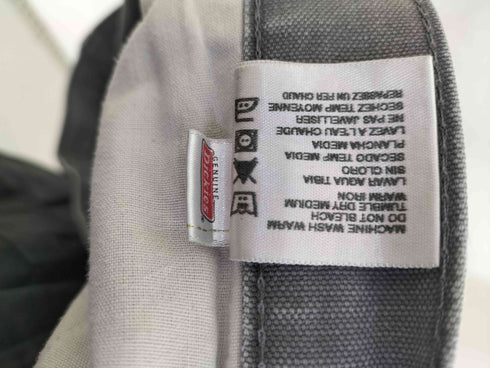 MACHINE WASH WARM
DO NOT BLEACH
TUMBLE DRY MEDIUM
WARM IRON
LAVAR AGUA TIBIA
SIN CLORO
SECADO TEMP MEDIA
PLANCHA MEDIA
LAVEZ A L'EAU CHAUDE
NE PAS JAVELLISER
SECHEZ TEMP MOYENNE
REPASSEZ UN FER CHAUD
GENUINE
Dickies